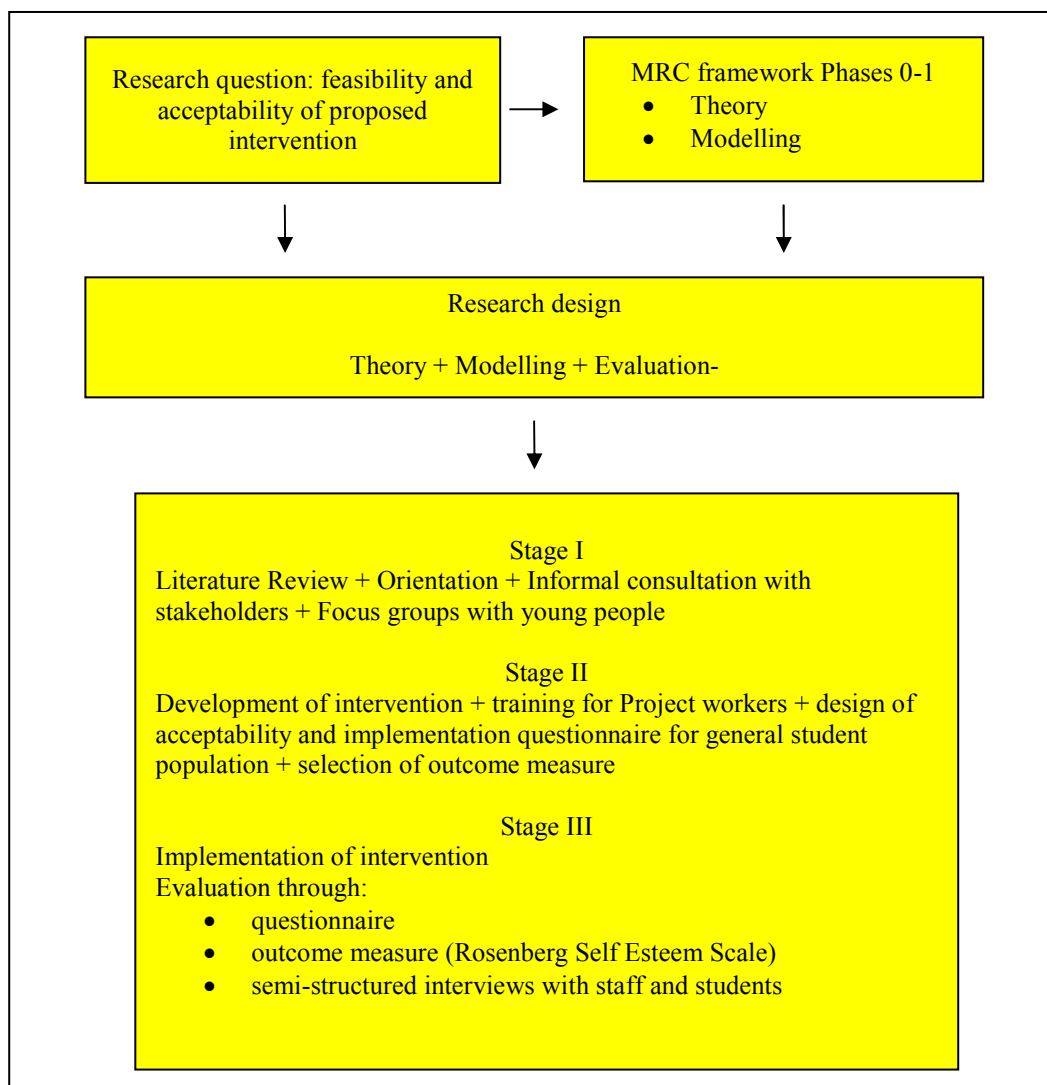 Research question: feasibility and
acceptability of proposed
intervention
MRC framework Phases 0-1
• Theory
• Modelling
Research design
Theory + Modelling + Evaluation-
Stage I
Literature Review + Orientation + Informal consultation with
stakeholders + Focus groups with young people
Stage II
Development of intervention + training for Project workers + design of
acceptability and implementation questionnaire for general student
population + selection of outcome measure
Stage III
Implementation of intervention
Evaluation through:
• questionnaire
• outcome measure (Rosenberg Self Esteem Scale)
• semi-structured interviews with staff and students